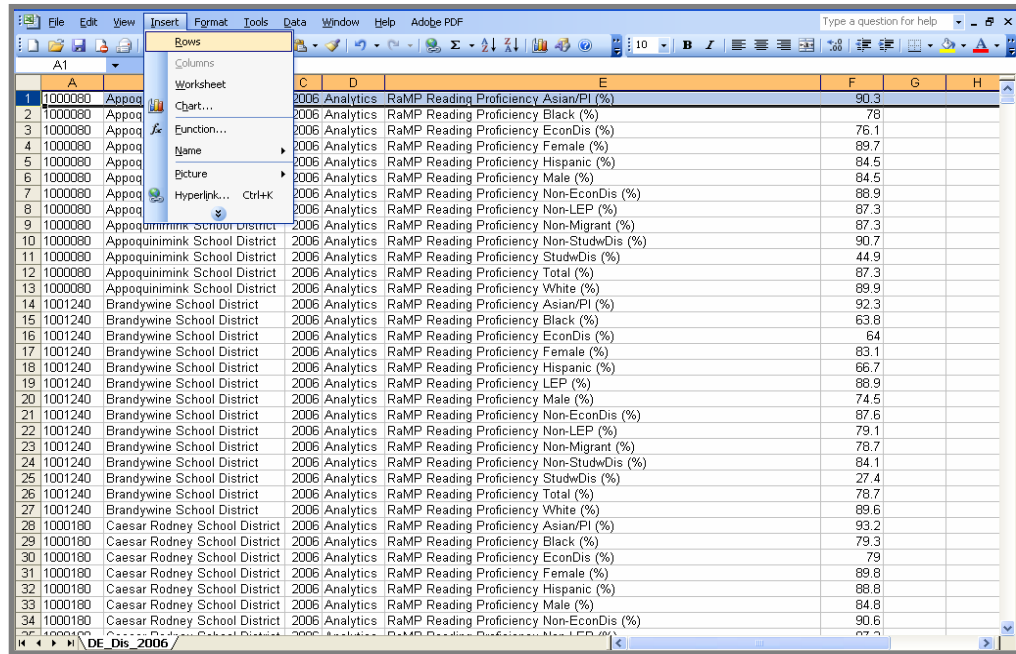 File Edit View Insert Format Tools Data Window Help Adobe PDF Type a question for help
10 B I
A1
Rows
Columns
Worksheet
Chart...
Function...
Name
Picture
Hyperlink... Ctrl+K
A C D E F G H
1 1000080 Appoq 2006 Analytics RaMP Reading Proficiency Asian/PI (%) 90.3
2 1000080 Appoq 2006 Analytics RaMP Reading Proficiency Black (%) 78
3 1000080 Appoq 2006 Analytics RaMP Reading Proficiency EconDis (%) 76.1
4 1000080 Appoq 2006 Analytics RaMP Reading Proficiency Female (%) 89.7
5 1000080 Appoq 2006 Analytics RaMP Reading Proficiency Hispanic (%) 84.5
6 1000080 Appoq 2006 Analytics RaMP Reading Proficiency Male (%) 84.5
7 1000080 Appoq 2006 Analytics RaMP Reading Proficiency Non-EconDis (%) 88.9
8 1000080 Appoq 2006 Analytics RaMP Reading Proficiency Non-LEP (%) 87.3
9 1000080 Appoquinimink School District 2006 Analytics RaMP Reading Proficiency Non-Migrant (%) 87.3
10 1000080 Appoquinimink School District 2006 Analytics RaMP Reading Proficiency Non-StudwDis (%) 90.7
11 1000080 Appoquinimink School District 2006 Analytics RaMP Reading Proficiency StudwDis (%) 44.9
12 1000080 Appoquinimink School District 2006 Analytics RaMP Reading Proficiency Total (%) 87.3
13 1000080 Appoquinimink School District 2006 Analytics RaMP Reading Proficiency White (%) 89.9
14 1001240 Brandywine School District 2006 Analytics RaMP Reading Proficiency Asian/PI (%) 92.3
15 1001240 Brandywine School District 2006 Analytics RaMP Reading Proficiency Black (%) 63.8
16 1001240 Brandywine School District 2006 Analytics RaMP Reading Proficiency EconDis (%) 64
17 1001240 Brandywine School District 2006 Analytics RaMP Reading Proficiency Female (%) 83.1
18 1001240 Brandywine School District 2006 Analytics RaMP Reading Proficiency Hispanic (%) 66.7
19 1001240 Brandywine School District 2006 Analytics RaMP Reading Proficiency LEP (%) 88.9
20 1001240 Brandywine School District 2006 Analytics RaMP Reading Proficiency Male (%) 74.5
21 1001240 Brandywine School District 2006 Analytics RaMP Reading Proficiency Non-EconDis (%) 87.6
22 1001240 Brandywine School District 2006 Analytics RaMP Reading Proficiency Non-LEP (%) 79.1
23 1001240 Brandywine School District 2006 Analytics RaMP Reading Proficiency Non-Migrant (%) 78.7
24 1001240 Brandywine School District 2006 Analytics RaMP Reading Proficiency Non-StudwDis (%) 84.1
25 1001240 Brandywine School District 2006 Analytics RaMP Reading Proficiency StudwDis (%) 27.4
26 1001240 Brandywine School District 2006 Analytics RaMP Reading Proficiency Total (%) 78.7
27 1001240 Brandywine School District 2006 Analytics RaMP Reading Proficiency White (%) 89.6
28 1000180 Caesar Rodney School District 2006 Analytics RaMP Reading Proficiency Asian/PI (%) 93.2
29 1000180 Caesar Rodney School District 2006 Analytics RaMP Reading Proficiency Black (%) 79.3
30 1000180 Caesar Rodney School District 2006 Analytics RaMP Reading Proficiency EconDis (%) 79
31 1000180 Caesar Rodney School District 2006 Analytics RaMP Reading Proficiency Female (%) 89.8
32 1000180 Caesar Rodney School District 2006 Analytics RaMP Reading Proficiency Hispanic (%) 88.8
33 1000180 Caesar Rodney School District 2006 Analytics RaMP Reading Proficiency Male (%) 84.8
34 1000180 Caesar Rodney School District 2006 Analytics RaMP Reading Proficiency Non-EconDis (%) 90.6
DE_Dis_2006